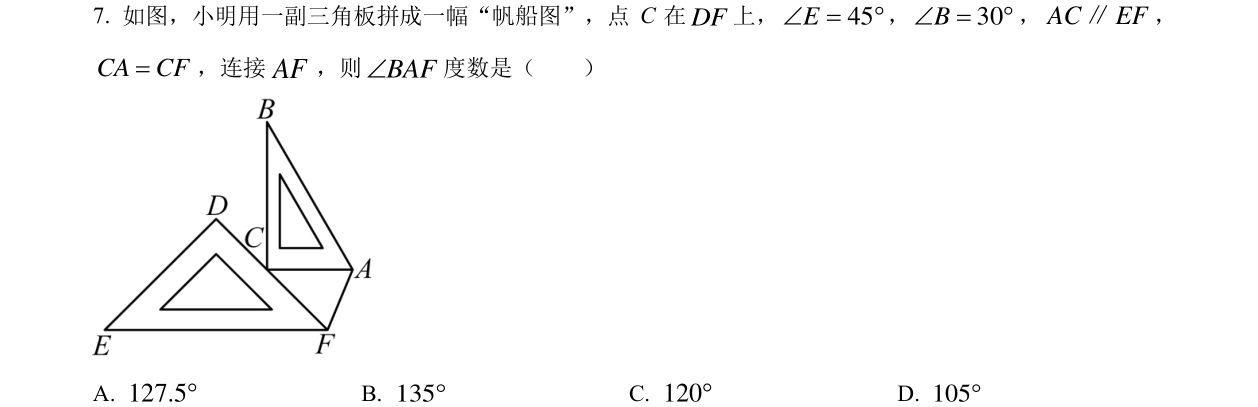 7. 如图，小明用一副三角板拼成一幅“帆船图”，点 C 在 DF 上，∠E = 45°，∠B = 30°，AC ∥ EF，
CA = CF，连接 AF，则∠BAF 度数是（　　）
B
D
C
A
E
F
A. 127.5° B. 135° C. 120° D. 105°